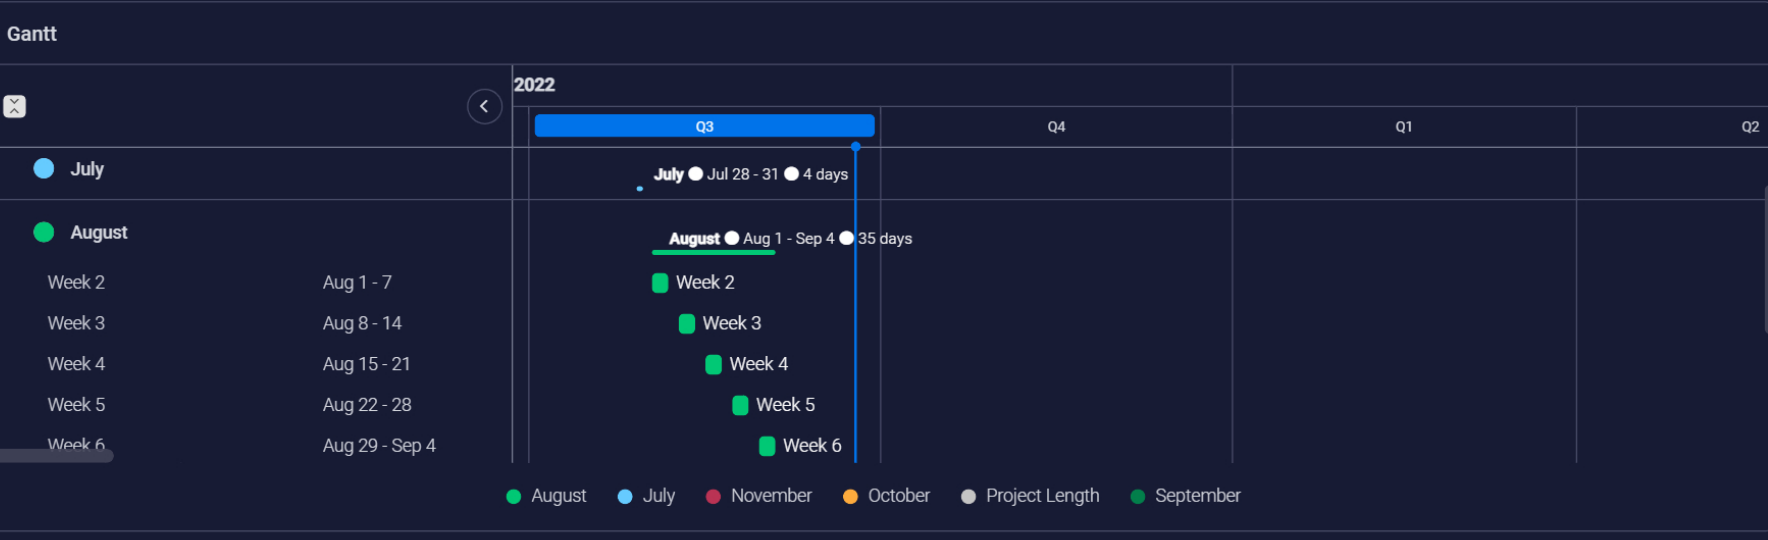 Gantt
2022
Q3 Q4 Q1 Q2
July July Jul 28 - 31 4 days
August August Aug 1 - Sep 4 35 days
Week 2 Aug 1 - 7 Week 2
Week 3 Aug 8 - 14 Week 3
Week 4 Aug 15 - 21 Week 4
Week 5 Aug 22 - 28 Week 5
Week 6 Aug 29 - Sep 4 Week 6
August July November October Project Length September